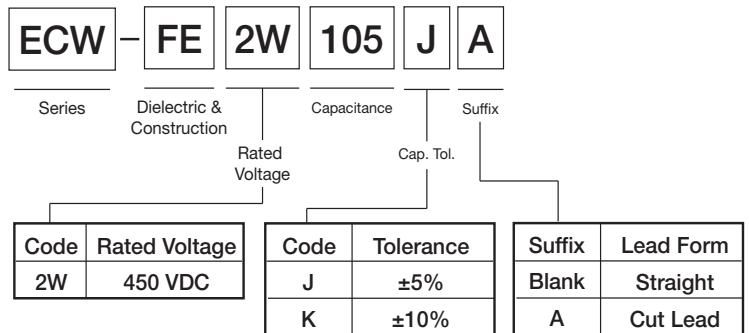 ECW – FE 2W 105 J A
Series
Dielectric &
Construction
Rated
Voltage
Capacitance
Cap. Tol.
Suffix
Code Rated Voltage
2W 450 VDC
Code Tolerance
J ±5%
K ±10%
Suffix Lead Form
Blank Straight
A Cut Lead